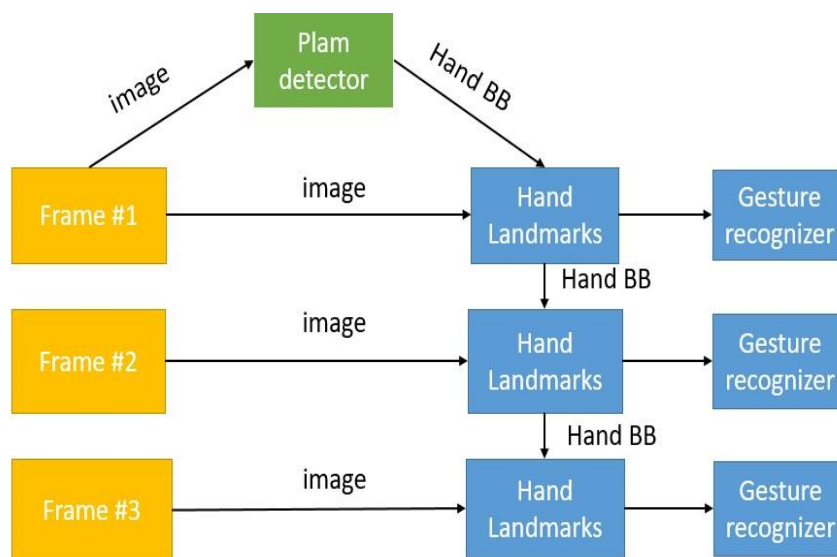 Plam
detector
image
Hand BB
Frame #1
image
Hand
Landmarks
Gesture
recognizer
Hand BB
Frame #2
image
Hand
Landmarks
Gesture
recognizer
Hand BB
Frame #3
image
Hand
Landmarks
Gesture
recognizer